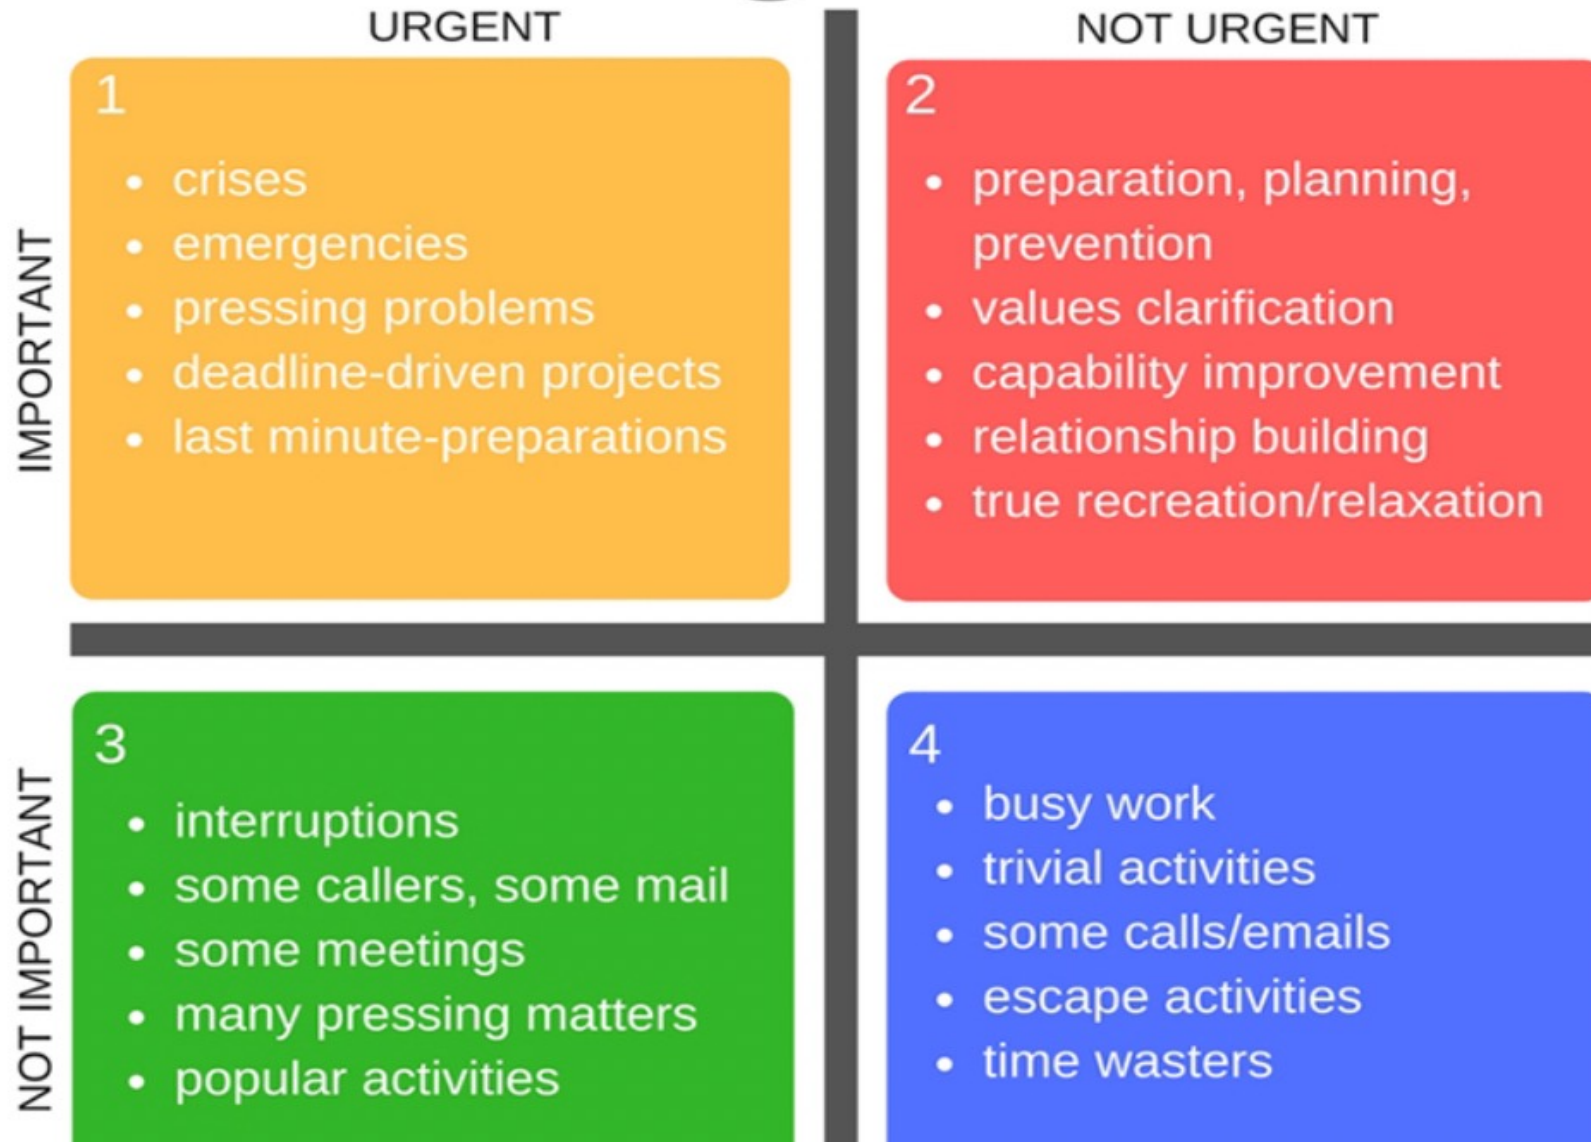 URGENT
NOT URGENT
IMPORTANT
1
• crises
• emergencies
• pressing problems
• deadline-driven projects
• last minute-preparations
2
• preparation, planning,
prevention
• values clarification
• capability improvement
• relationship building
• true recreation/relaxation
NOT IMPORTANT
3
• interruptions
• some callers, some mail
• some meetings
• many pressing matters
• popular activities
4
• busy work
• trivial activities
• some calls/emails
• escape activities
• time wasters